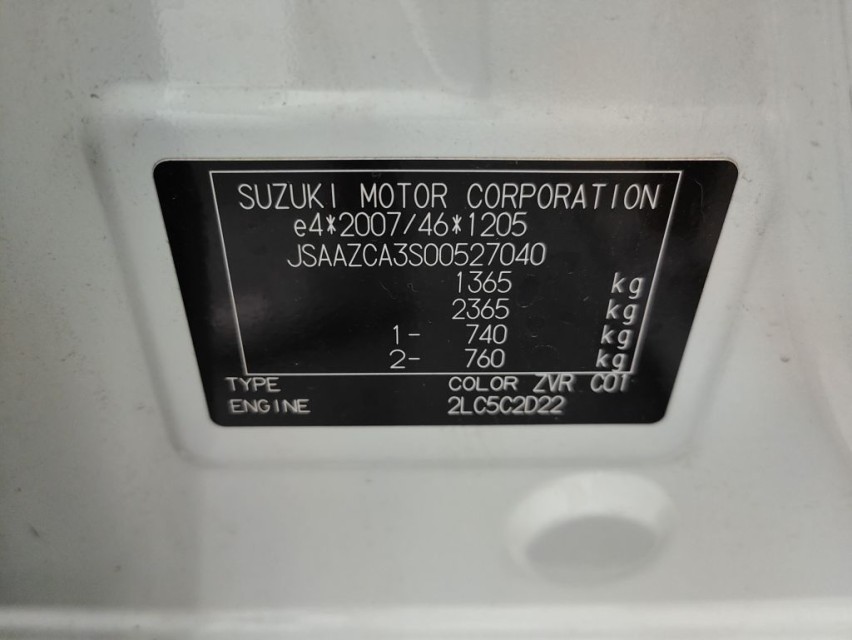 SUZUKI MOTOR CORPORATION
e4*2007/46*1205
JSAAZCA3S00527040
1365 kg
2365 kg
1- 740 kg
2- 760 kg
TYPE COLOR ZVR C01
ENGINE 2LC5C2D22